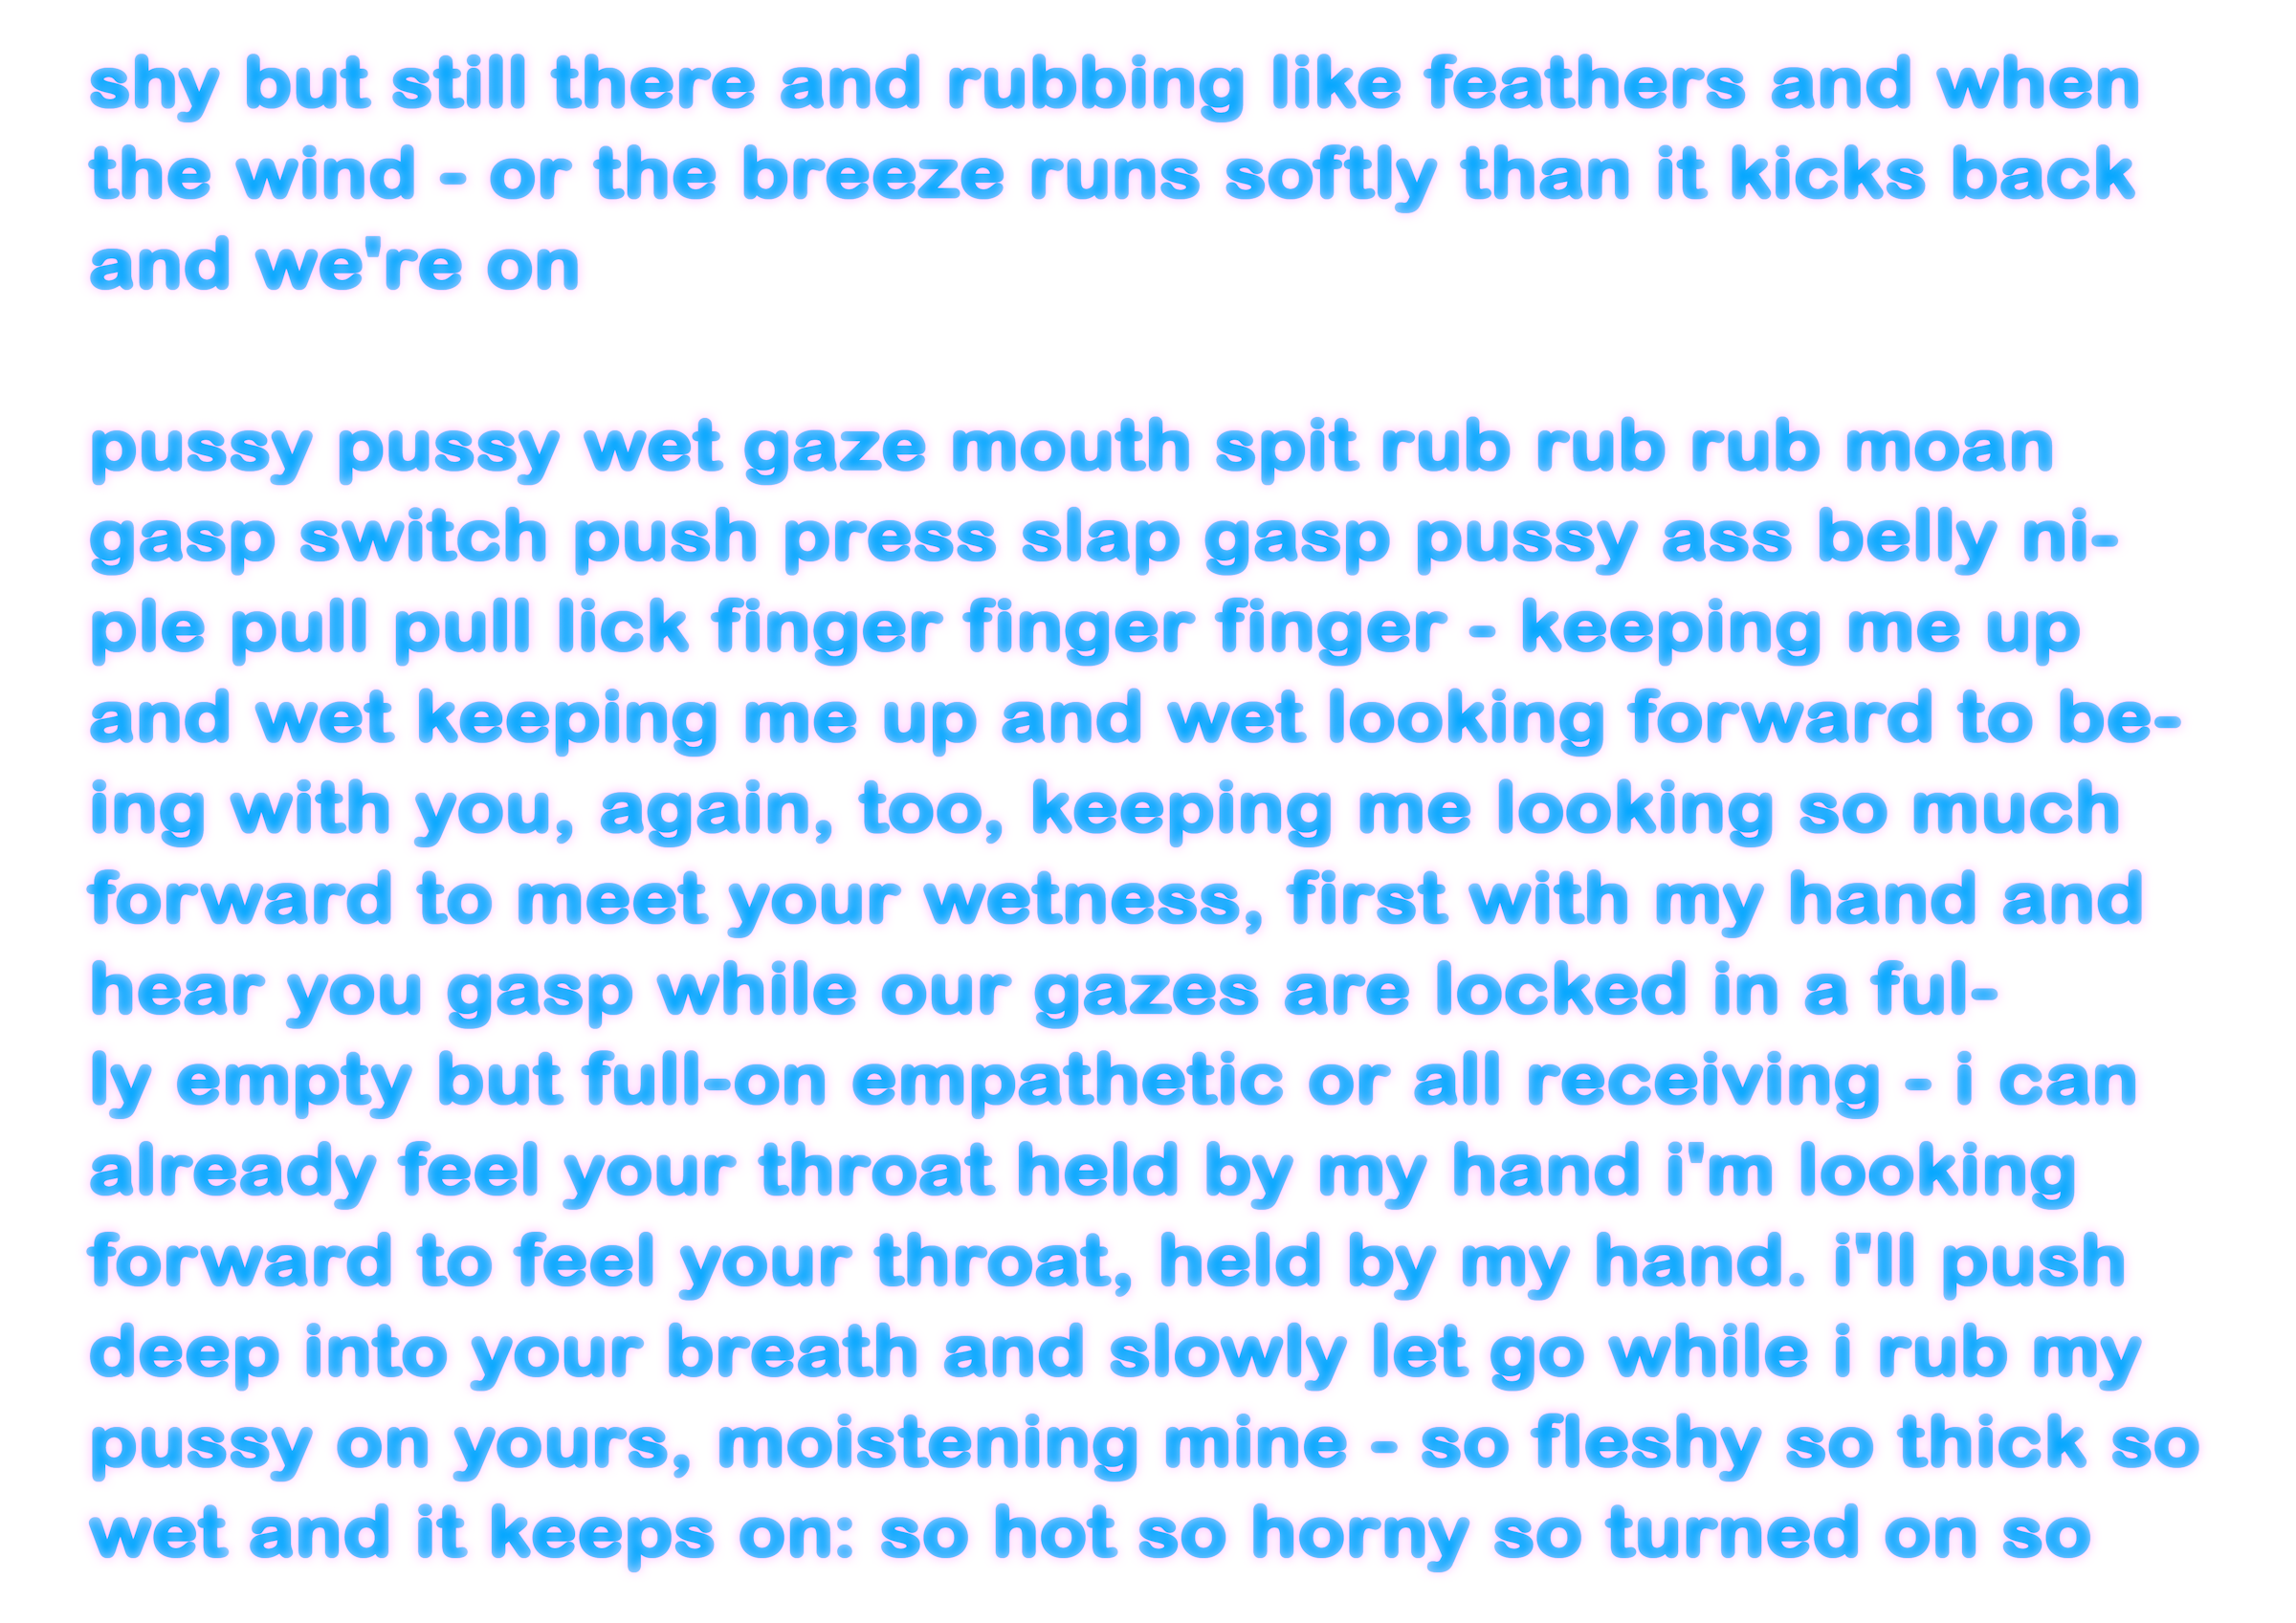 shy but still there and rubbing like feathers and when
the wind - or the breeze runs softly than it kicks back
and we're on
pussy pussy wet gaze mouth spit rub rub rub moan
gasp switch push press slap gasp pussy ass belly ni-
ple pull pull lick finger finger finger - keeping me up
and wet keeping me up and wet looking forward to be-
ing with you, again, too, keeping me looking so much
forward to meet your wetness, first with my hand and
hear you gasp while our gazes are locked in a ful-
ly empty but full-on empathetic or all receiving - i can
already feel your throat held by my hand i'm looking
forward to feel your throat, held by my hand. i'll push
deep into your breath and slowly let go while i rub my
pussy on yours, moistening mine - so fleshy so thick so
wet and it keeps on: so hot so horny so turned on so